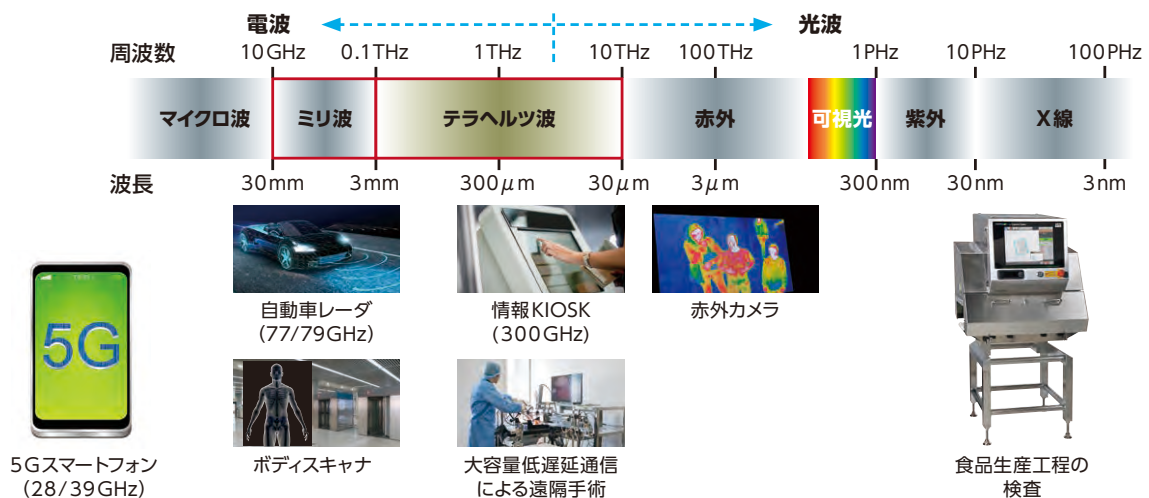 電波 光波
周波数 10GHz 0.1THz 1THz 10THz 100THz 1PHz 10PHz 100PHz
マイクロ波 ミリ波 テラヘルツ波 赤外 可視光 紫外 X線
波長 30mm 3mm 300μm 30μm 3μm 300nm 30nm 3nm
5G
5Gスマートフォン
(28/39GHz)
自動車レーダ
(77/79GHz)
ボディスキャナ
情報KIOSK
(300GHz)
大容量低遅延通信
による遠隔手術
赤外カメラ
食品生産工程の
検査